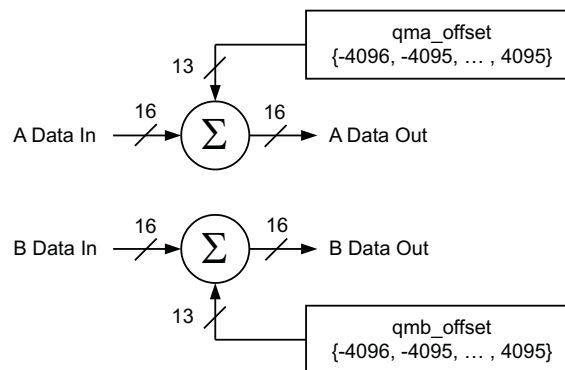 qma_offset
{-4096, -4095, … , 4095}
13
16
16
A Data In
Σ
A Data Out
16
16
B Data In
Σ
B Data Out
13
qmb_offset
{-4096, -4095, … , 4095}